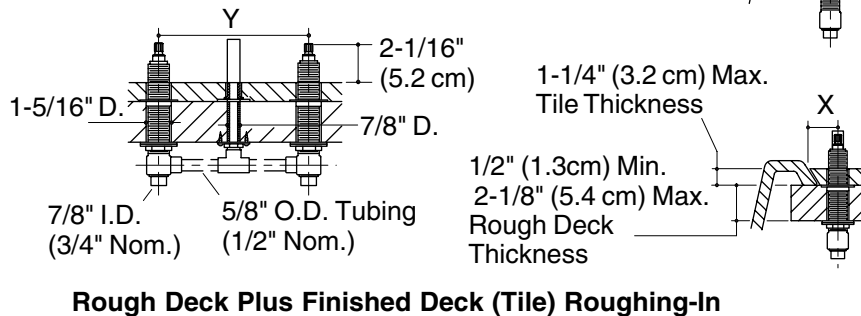 Y
2-1/16"
(5.2 cm)
1-5/16" D.
7/8" D.
7/8" I.D.
(3/4" Nom.)
5/8" O.D. Tubing
(1/2" Nom.)
1-1/4" (3.2 cm) Max.
Tile Thickness
X
1/2" (1.3cm) Min.
2-1/8" (5.4 cm) Max.
Rough Deck
Thickness
Rough Deck Plus Finished Deck (Tile) Roughing-In